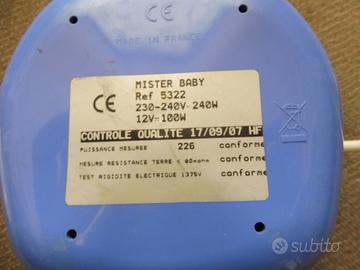 MADE IN FRANCE
CE
MISTER BABY
Ref 5322
230-240V~240W
12V=100W
CONTROLE QUALITE 17/09/07 HF
PUISSANCE MESUREE 226 conforme
MESURE RESISTANCE TERRE < 80mohm conforme
TEST RIGIDITE ELECTRIQUE 1375V conforme
subito